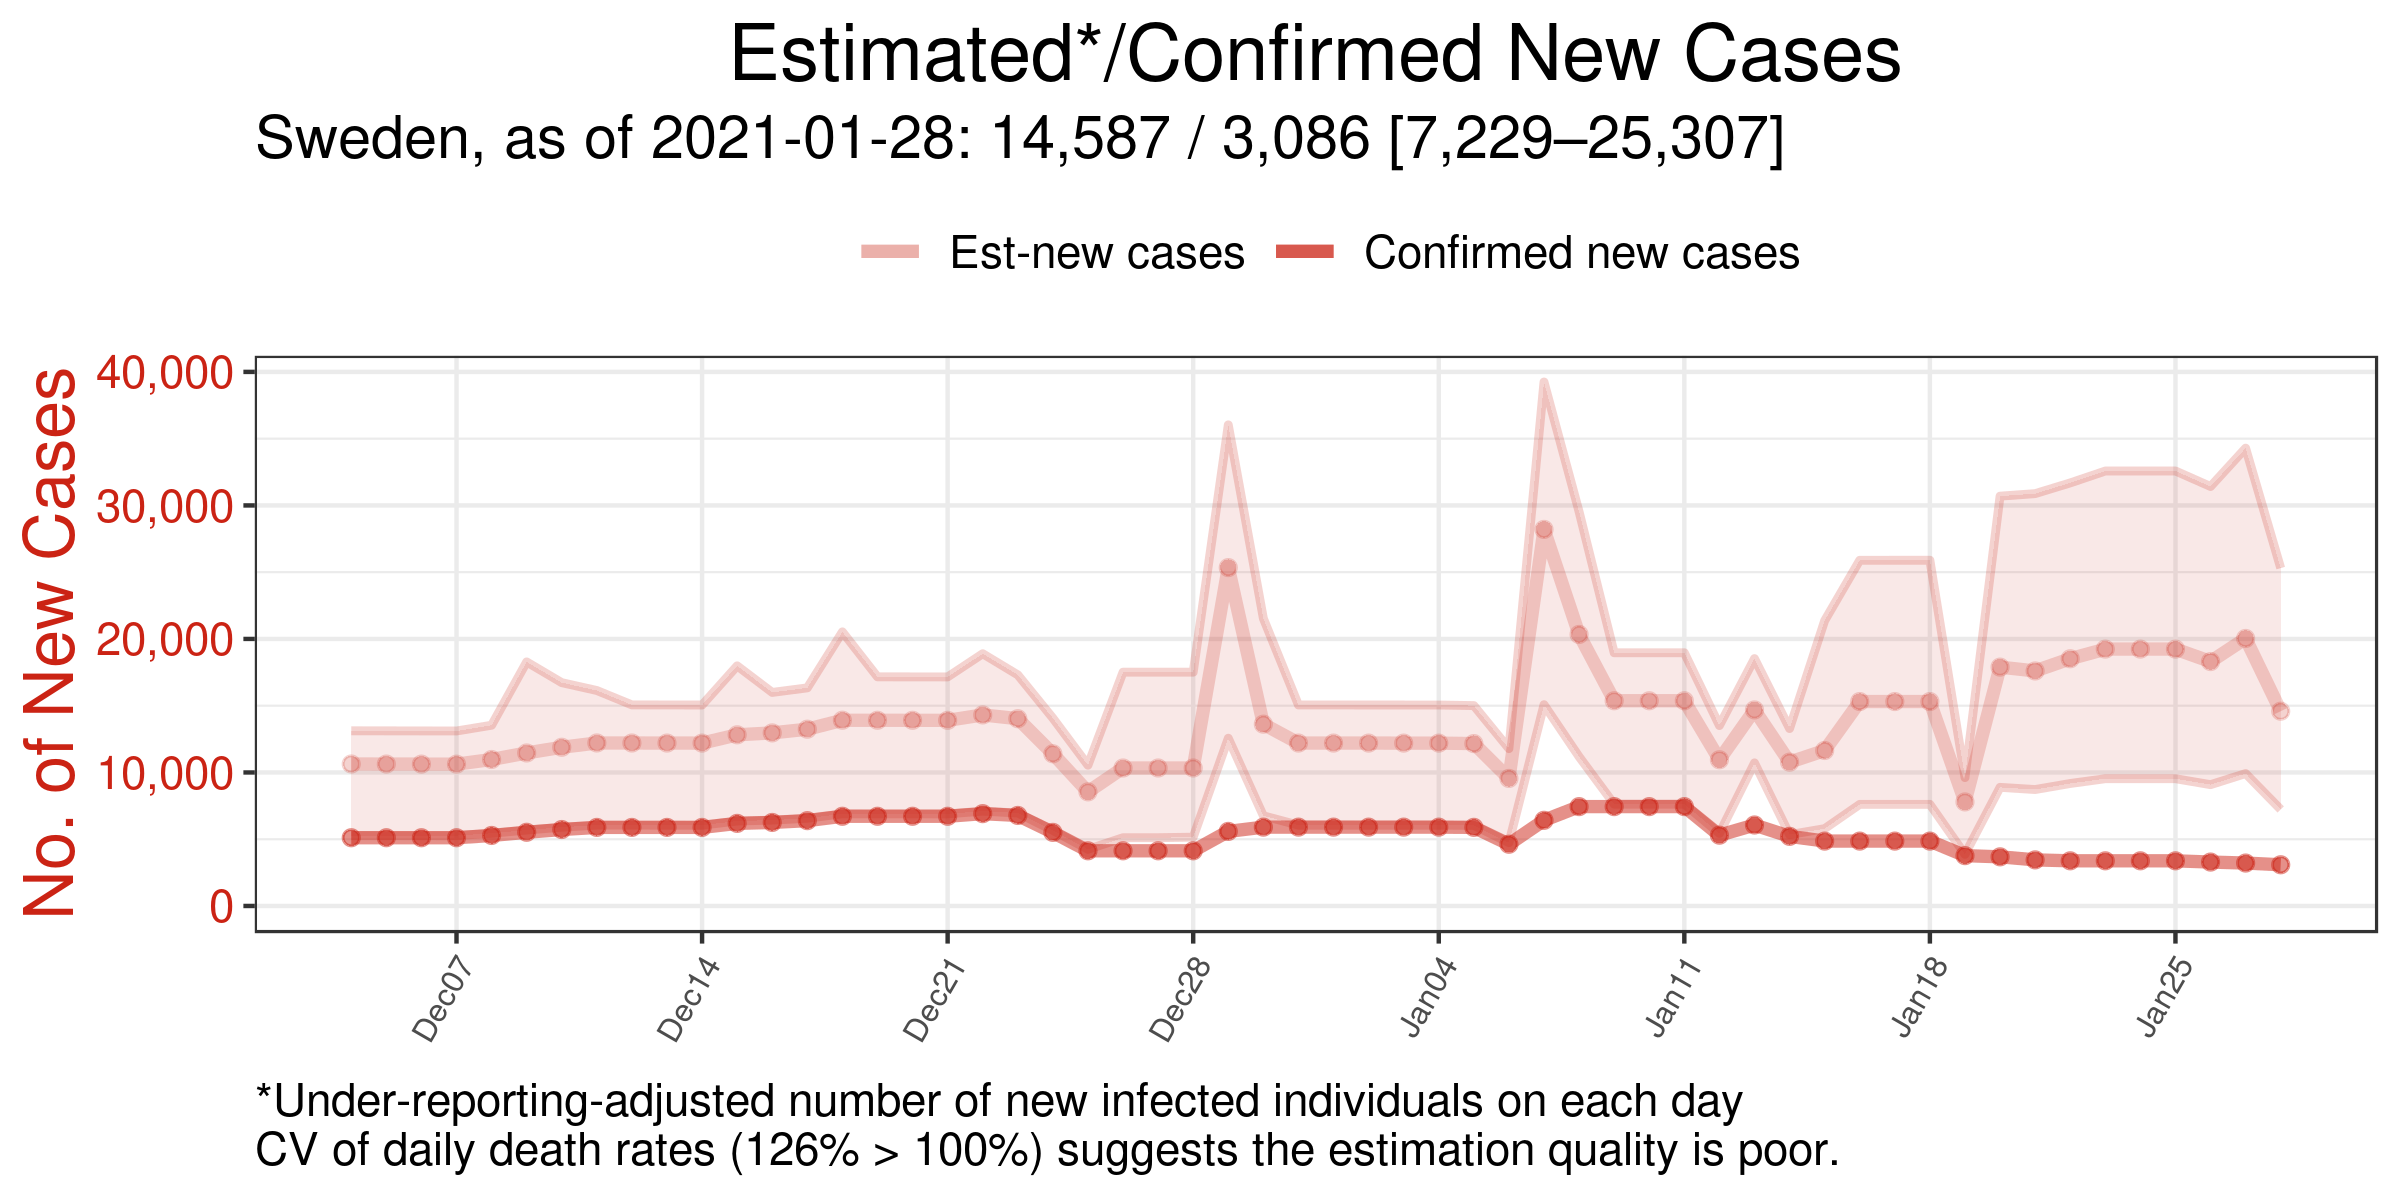 Estimated*/Confirmed New Cases
Sweden, as of 2021-01-28: 14,587 / 3,086 [7,229–25,307]
Est-new cases
Confirmed new cases
No. of New Cases
40,000
30,000
20,000
10,000
0
Dec07
Dec14
Dec21
Dec28
Jan04
Jan11
Jan18
Jan25
*Under-reporting-adjusted number of new infected individuals on each day
CV of daily death rates (126% > 100%) suggests the estimation quality is poor.